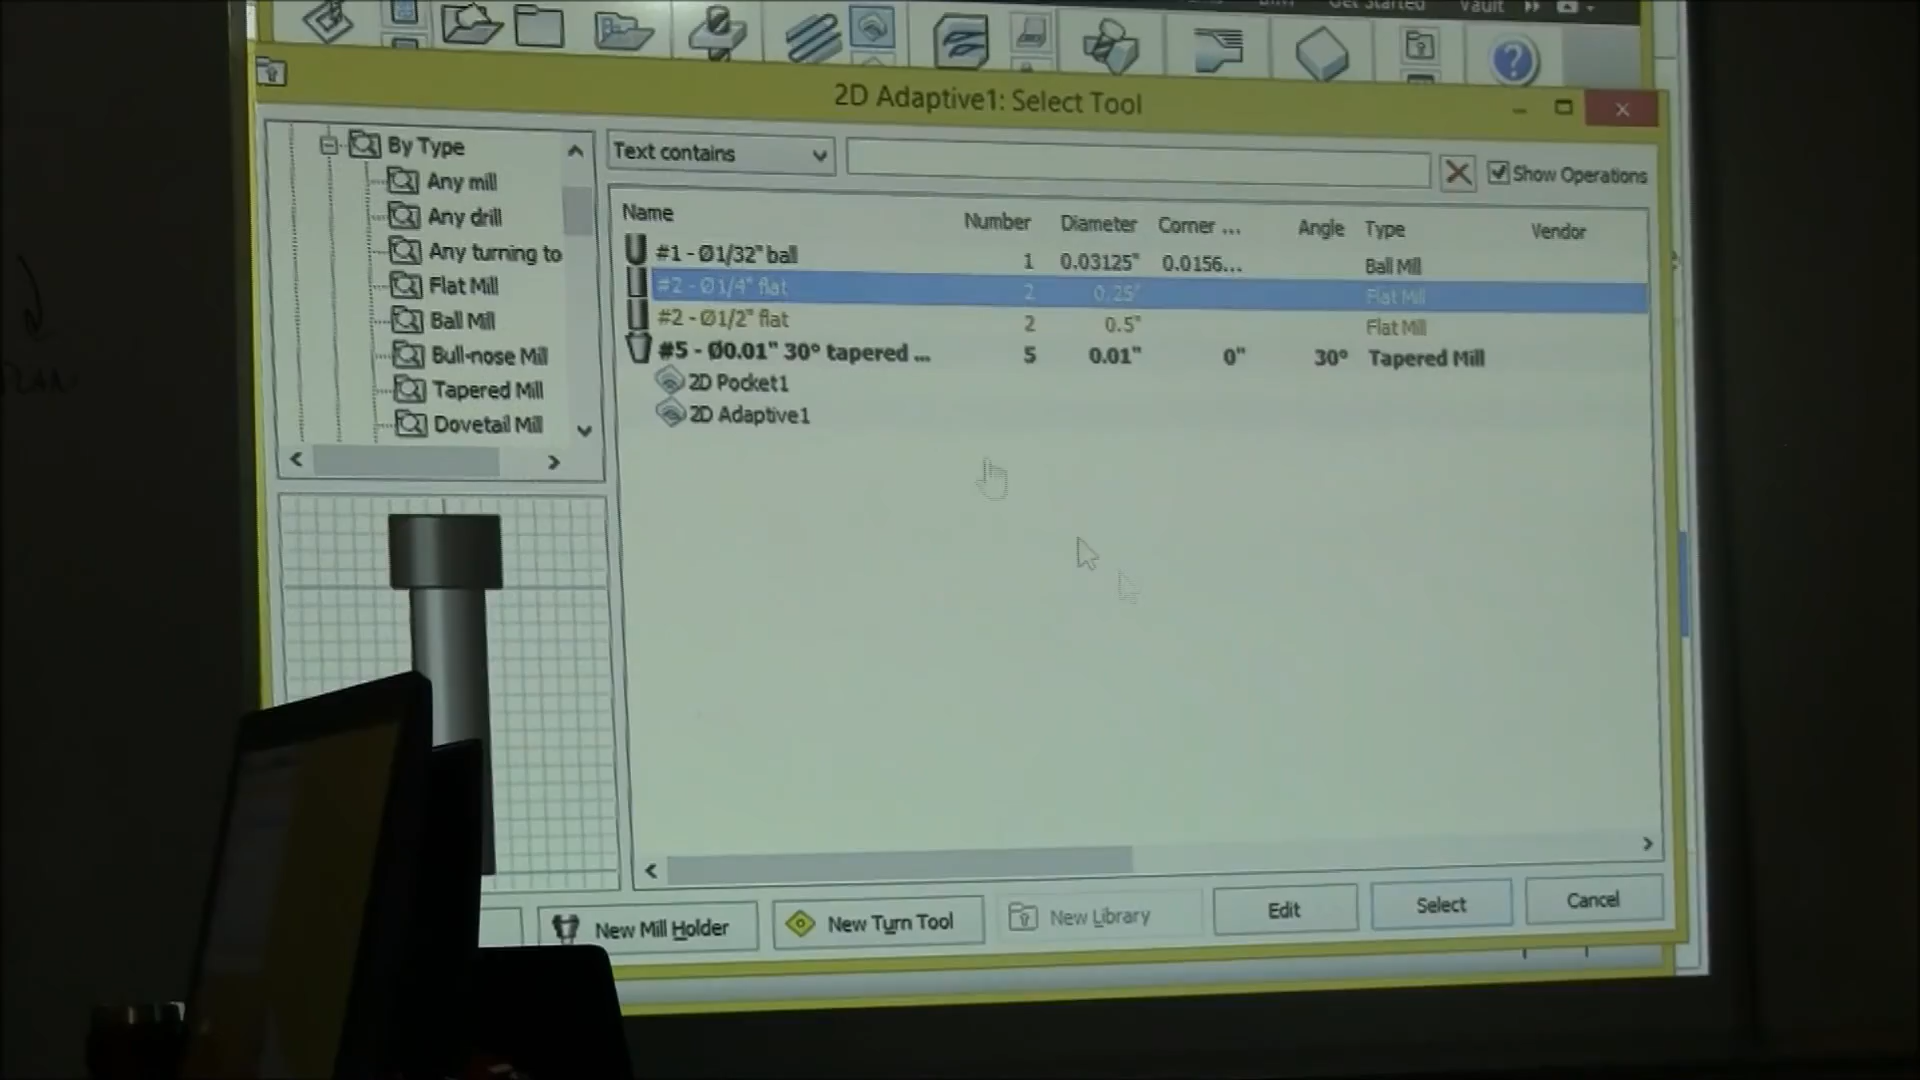 Get Started Vault
2D Adaptive1: Select Tool
By Type
Any mill
Any drill
Any turning to
Flat Mill
Ball Mill
Bull-nose Mill
Tapered Mill
Dovetail Mill
Text contains
Show Operations
Name Number Diameter Corner ... Angle Type Vendor
#1 - Ø1/32" ball 1 0.03125" 0.0156... Ball Mill
#2 - Ø1/4" flat 2 0.25" Flat Mill
#2 - Ø1/2" flat 2 0.5" Flat Mill
#5 - Ø0.01" 30° tapered ... 5 0.01" 0" 30° Tapered Mill
2D Pocket1
2D Adaptive1
New Mill Holder
New Turn Tool
New Library
Edit
Select
Cancel